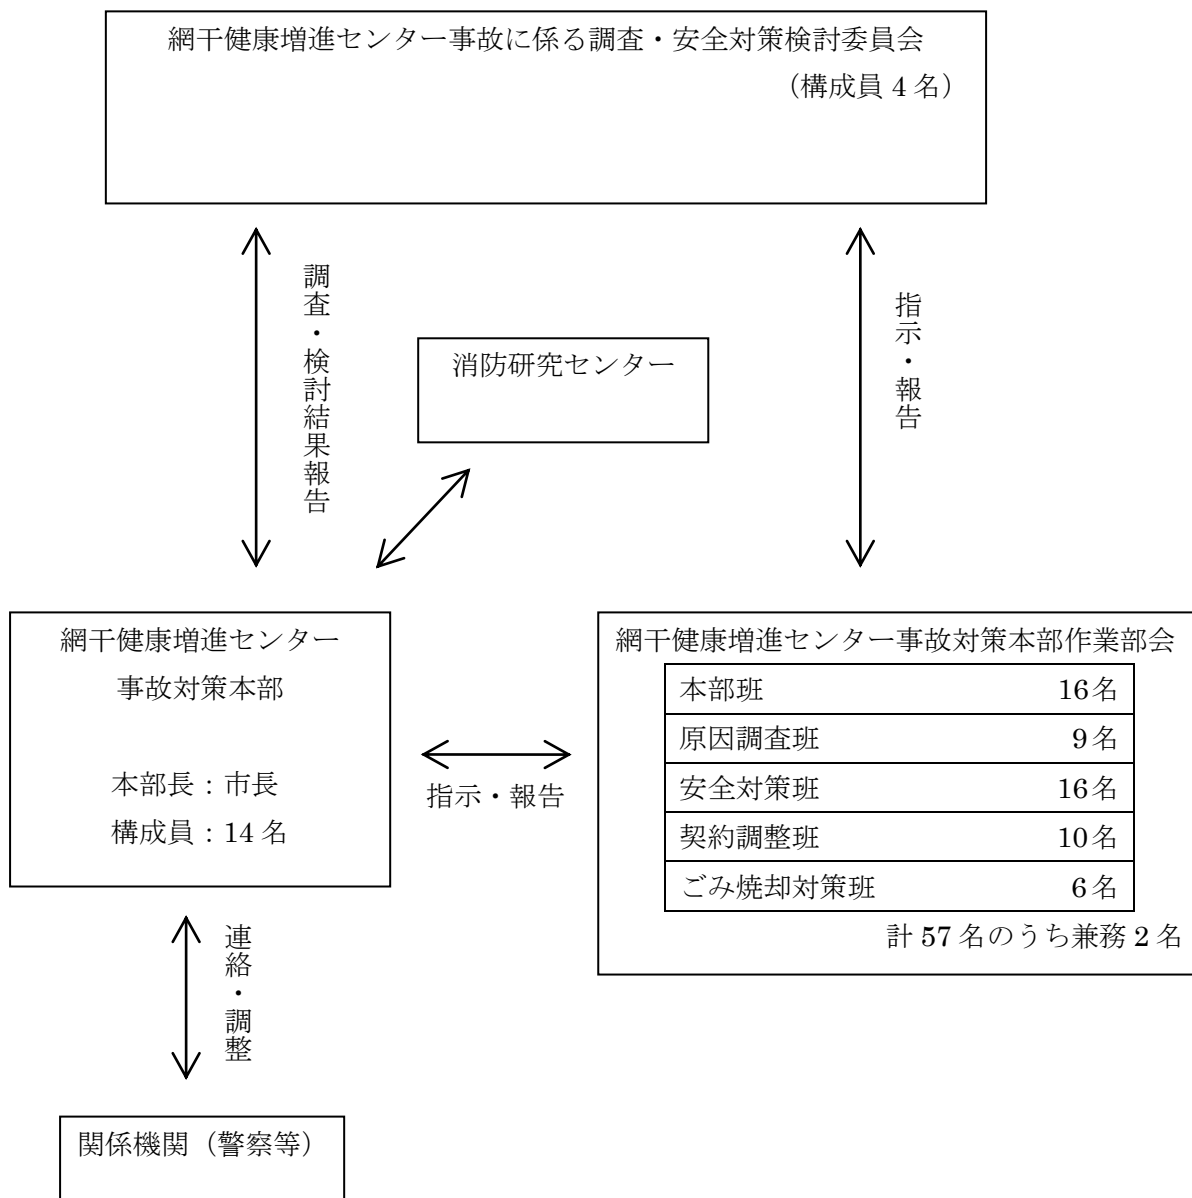 網干健康増進センター事故に係る調査・安全対策検討委員会
（構成員 4 名）
調査・検討結果報告
指示・報告
消防研究センター
網干健康増進センター
事故対策本部
本部長：市長
構成員：14 名
指示・報告
網干健康増進センター事故対策本部作業部会
本部班 16名
原因調査班 9名
安全対策班 16名
契約調整班 10名
ごみ焼却対策班 6名
計 57 名のうち兼務 2 名
連絡・調整
関係機関（警察等）